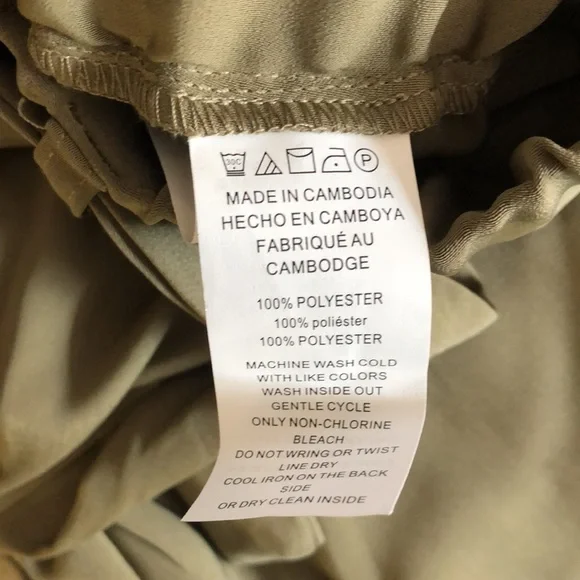 30C P
MADE IN CAMBODIA
HECHO EN CAMBOYA
FABRIQUÉ AU
CAMBODGE
100% POLYESTER
100% poliéster
100% POLYESTER
MACHINE WASH COLD
WITH LIKE COLORS
WASH INSIDE OUT
GENTLE CYCLE
ONLY NON-CHLORINE
BLEACH
DO NOT WRING OR TWIST
LINE DRY
COOL IRON ON THE BACK
SIDE
OR DRY CLEAN INSIDE